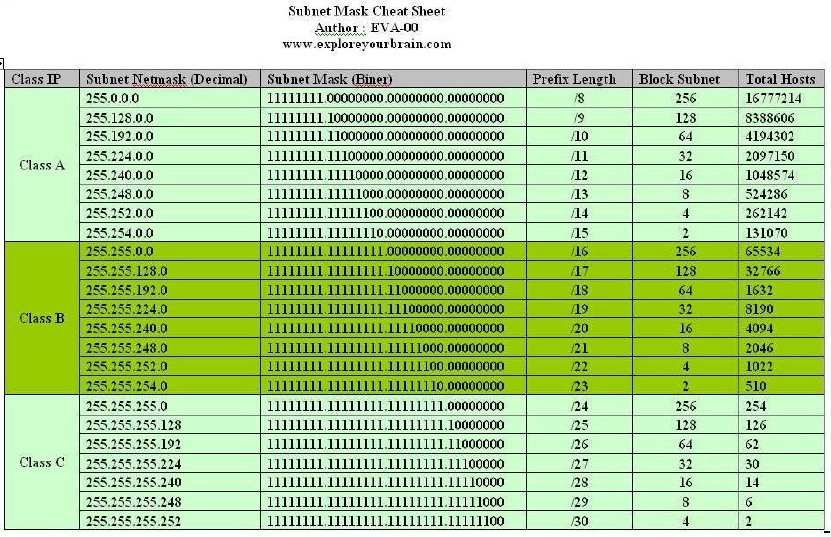 Subnet Mask Cheat Sheet
Author : EVA-00
www.exploreyourbrain.com
Class IP Subnet Netmask (Decimal) Subnet Mask (Biner) Prefix Length Block Subnet Total Hosts
Class A
255.0.0.0 11111111.00000000.00000000.00000000 /8 256 16777214
255.128.0.0 11111111.10000000.00000000.00000000 /9 128 8388606
255.192.0.0 11111111.11000000.00000000.00000000 /10 64 4194302
255.224.0.0 11111111.11100000.00000000.00000000 /11 32 2097150
255.240.0.0 11111111.11110000.00000000.00000000 /12 16 1048574
255.248.0.0 11111111.11111000.00000000.00000000 /13 8 524286
255.252.0.0 11111111.11111100.00000000.00000000 /14 4 262142
255.254.0.0 11111111.11111110.00000000.00000000 /15 2 131070
Class B
255.255.0.0 11111111.11111111.00000000.00000000 /16 256 65534
255.255.128.0 11111111.11111111.10000000.00000000 /17 128 32766
255.255.192.0 11111111.11111111.11000000.00000000 /18 64 1632
255.255.224.0 11111111.11111111.11100000.00000000 /19 32 8190
255.255.240.0 11111111.11111111.11110000.00000000 /20 16 4094
255.255.248.0 11111111.11111111.11111000.00000000 /21 8 2046
255.255.252.0 11111111.11111111.11111100.00000000 /22 4 1022
255.255.254.0 11111111.11111111.11111110.00000000 /23 2 510
Class C
255.255.255.0 11111111.11111111.11111111.00000000 /24 256 254
255.255.255.128 11111111.11111111.11111111.10000000 /25 128 126
255.255.255.192 11111111.11111111.11111111.11000000 /26 64 62
255.255.255.224 11111111.11111111.11111111.11100000 /27 32 30
255.255.255.240 11111111.11111111.11111111.11110000 /28 16 14
255.255.255.248 11111111.11111111.11111111.11111000 /29 8 6
255.255.255.252 11111111.11111111.11111111.11111100 /30 4 2